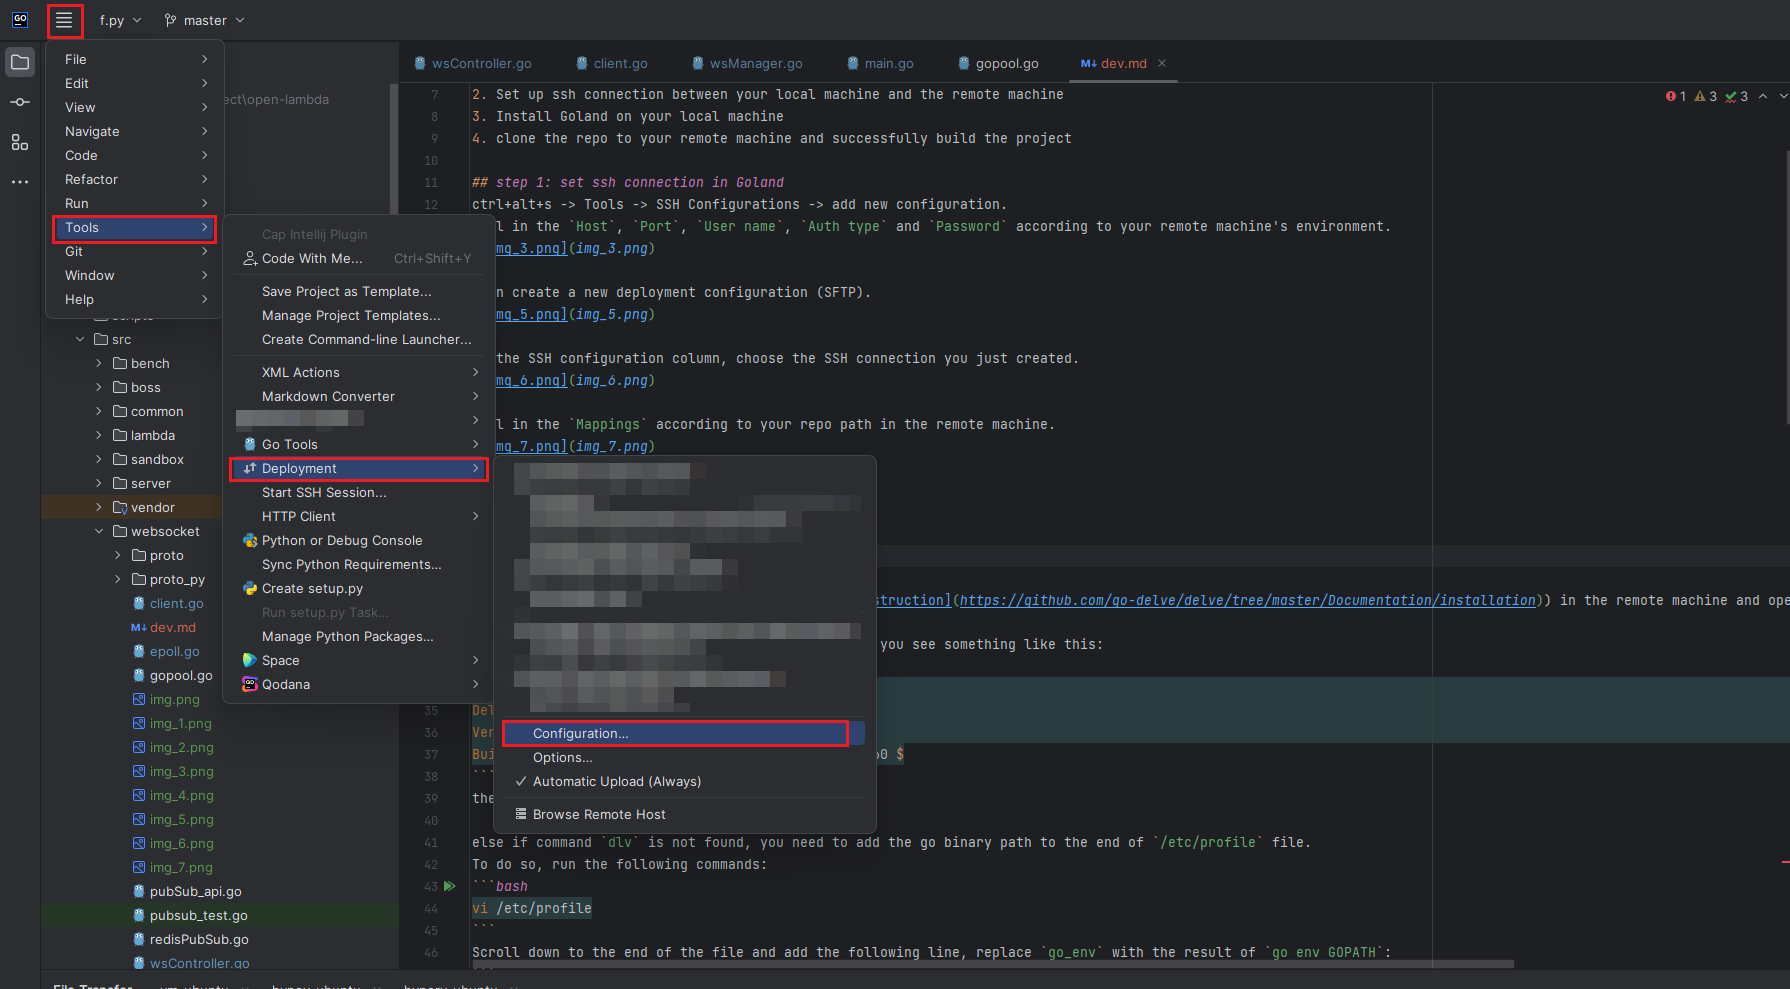 GO
f.py
master
File
Edit
View
Navigate
Code
Refactor
Run
Tools
Git
Window
Help
ect\open-lambda
src
bench
boss
common
lambda
sandbox
server
vendor
websocket
proto
proto_py
client.go
dev.md
epoll.go
gopool.go
img.png
img_1.png
img_2.png
img_3.png
img_4.png
img_5.png
img_6.png
img_7.png
pubSub_api.go
pubsub_test.go
redisPubSub.go
wsController.go
Cap Intellij Plugin
Code With Me... Ctrl+Shift+Y
Save Project as Template...
Manage Project Templates...
Create Command-line Launcher...
XML Actions
Markdown Converter
Go Tools
Deployment
Start SSH Session...
HTTP Client
Python or Debug Console
Sync Python Requirements...
Create setup.py
Run setup.py Task...
Manage Python Packages...
Space
Qodana
Configuration...
Options...
Automatic Upload (Always)
Browse Remote Host
wsController.go client.go wsManager.go main.go gopool.go M↓ dev.md
1 3 3
7 2. Set up ssh connection between your local machine and the remote machine
8 3. Install Goland on your local machine
9 4. clone the repo to your remote machine and successfully build the project
10
11 ## step 1: set ssh connection in Goland
12 ctrl+alt+s -> Tools -> SSH Configurations -> add new configuration.
l in the `Host`, `Port`, `User name`, `Auth type` and `Password` according to your remote machine's environment.
mg_3.png](img_3.png)
n create a new deployment configuration (SFTP).
mg_5.png](img_5.png)
the SSH configuration column, choose the SSH connection you just created.
mg_6.png](img_6.png)
l in the `Mappings` according to your repo path in the remote machine.
mg_7.png](img_7.png)
struction](https://github.com/go-delve/delve/tree/master/Documentation/installation)) in the remote machine and ope
you see something like this:
35 Del
36 Ver
37 Bui $
38 ```
39 the
40
41 else if command `dlv` is not found, you need to add the go binary path to the end of `/etc/profile` file.
42 To do so, run the following commands:
43 ```bash
44 vi /etc/profile
45 ```
46 Scroll down to the end of the file and add the following line, replace `go_env` with the result of `go env GOPATH`: